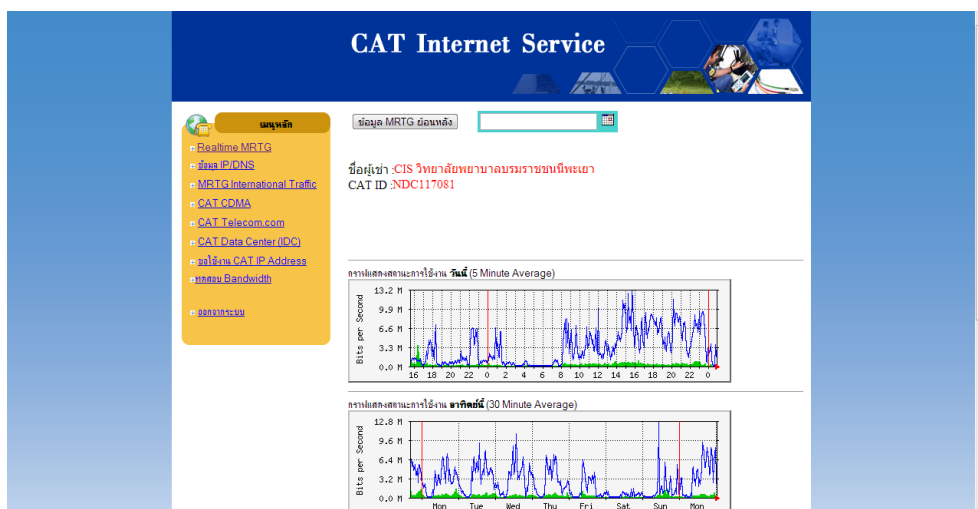 CAT Internet Service
เมนูหลัก
Realtime MRTG
ข้อมูล IP/DNS
MRTG International Traffic
CAT CDMA
CAT Telecom.com
CAT Data Center (IDC)
ขอใช้งาน CAT IP Address
ทดสอบ Bandwidth
ออกจากระบบ
ข้อมูล MRTG ย้อนหลัง
ชื่อผู้เช่า :CIS วิทยาลัยพยาบาลบรมราชชนนีพะเยา
CAT ID :NDC117081
กราฟแสดงสถานะการใช้งาน วันนี้ (5 Minute Average)
Bits per Second
13.2 M
9.9 M
6.6 M
3.3 M
0.0 M
16 18 20 22 0 2 4 6 8 10 12 14 16 18 20 22 0
กราฟแสดงสถานะการใช้งาน อาทิตย์นี้ (30 Minute Average)
Bits per Second
12.8 M
9.6 M
6.4 M
3.2 M
0.0 M
Mon Tue Wed Thu Fri Sat Sun Mon